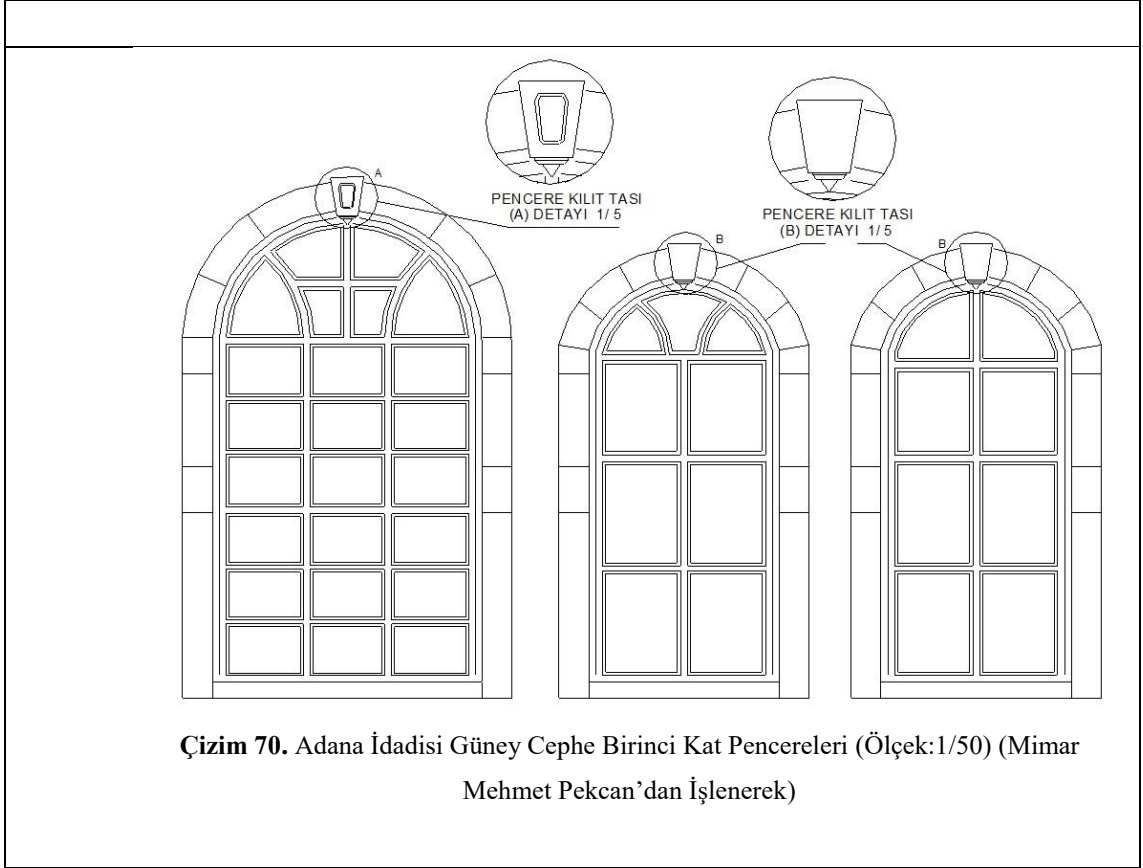 A
PENCERE KILIT TASI
(A) DETAYI 1/ 5
PENCERE KILIT TASI
(B) DETAYI 1/ 5
B
B
Çizim 70. Adana İdadisi Güney Cephe Birinci Kat Pencereleri (Ölçek:1/50) (Mimar
Mehmet Pekcan’dan İşlenerek)